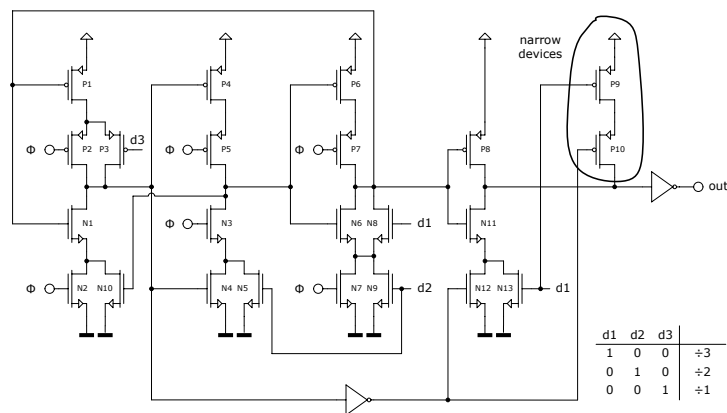 narrow
devices
P1
P4
P6
P9
Φ
P2
P3
d3
Φ
P5
Φ
P7
P8
P10
out
N1
Φ
N3
N6
N8
d1
N11
Φ
N2
N10
N4
N5
Φ
N7
N9
d2
N12
N13
d1
d1 d2 d3
1 0 0 ÷3
0 1 0 ÷2
0 0 1 ÷1